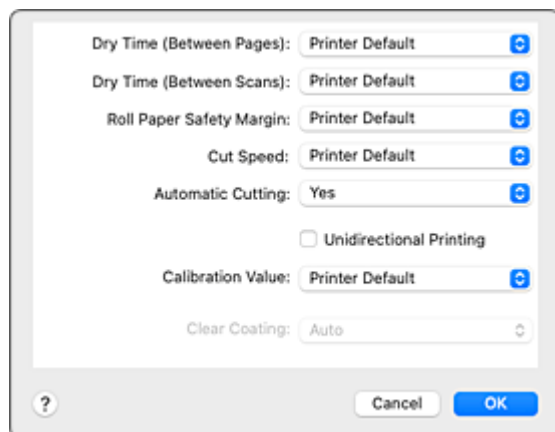 Dry Time (Between Pages): Printer Default
Dry Time (Between Scans): Printer Default
Roll Paper Safety Margin: Printer Default
Cut Speed: Printer Default
Automatic Cutting: Yes
Unidirectional Printing
Calibration Value: Printer Default
Clear Coating: Auto
? Cancel OK